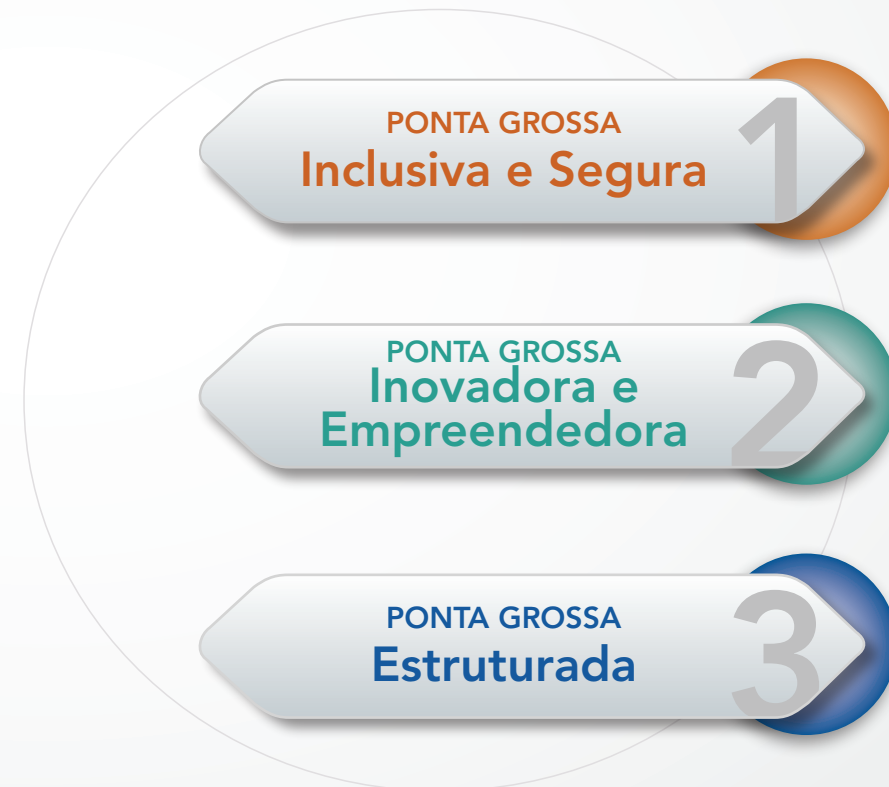 PONTA GROSSA
Inclusiva e Segura
1
PONTA GROSSA
Inovadora e
Empreendedora
2
PONTA GROSSA
Estruturada
3